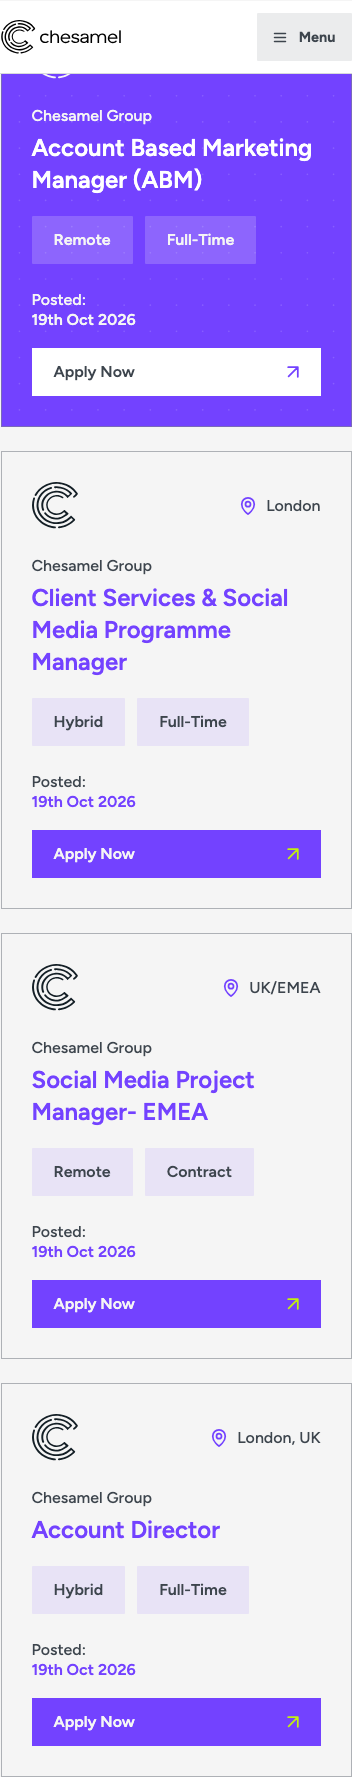 chesamel
Menu
Chesamel Group
Account Based Marketing
Manager (ABM)
Remote
Full-Time
Posted:
19th Oct 2026
Apply Now
London
Chesamel Group
Client Services & Social
Media Programme
Manager
Hybrid
Full-Time
Posted:
19th Oct 2026
Apply Now
UK/EMEA
Chesamel Group
Social Media Project
Manager- EMEA
Remote
Contract
Posted:
19th Oct 2026
Apply Now
London, UK
Chesamel Group
Account Director
Hybrid
Full-Time
Posted:
19th Oct 2026
Apply Now